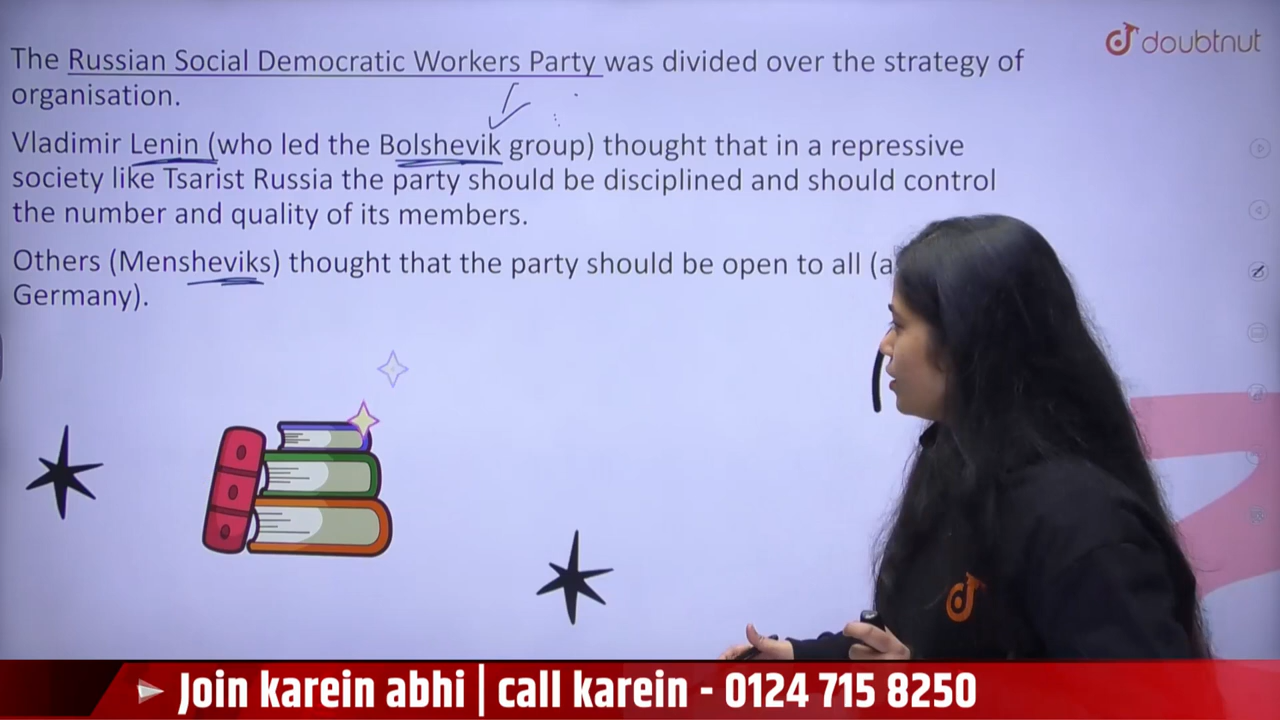 doubtnut
The Russian Social Democratic Workers Party was divided over the strategy of
organisation.
Vladimir Lenin (who led the Bolshevik group) thought that in a repressive
society like Tsarist Russia the party should be disciplined and should control
the number and quality of its members.
Others (Mensheviks) thought that the party should be open to all (a
Germany).
Join karein abhi | call karein - 0124 715 8250